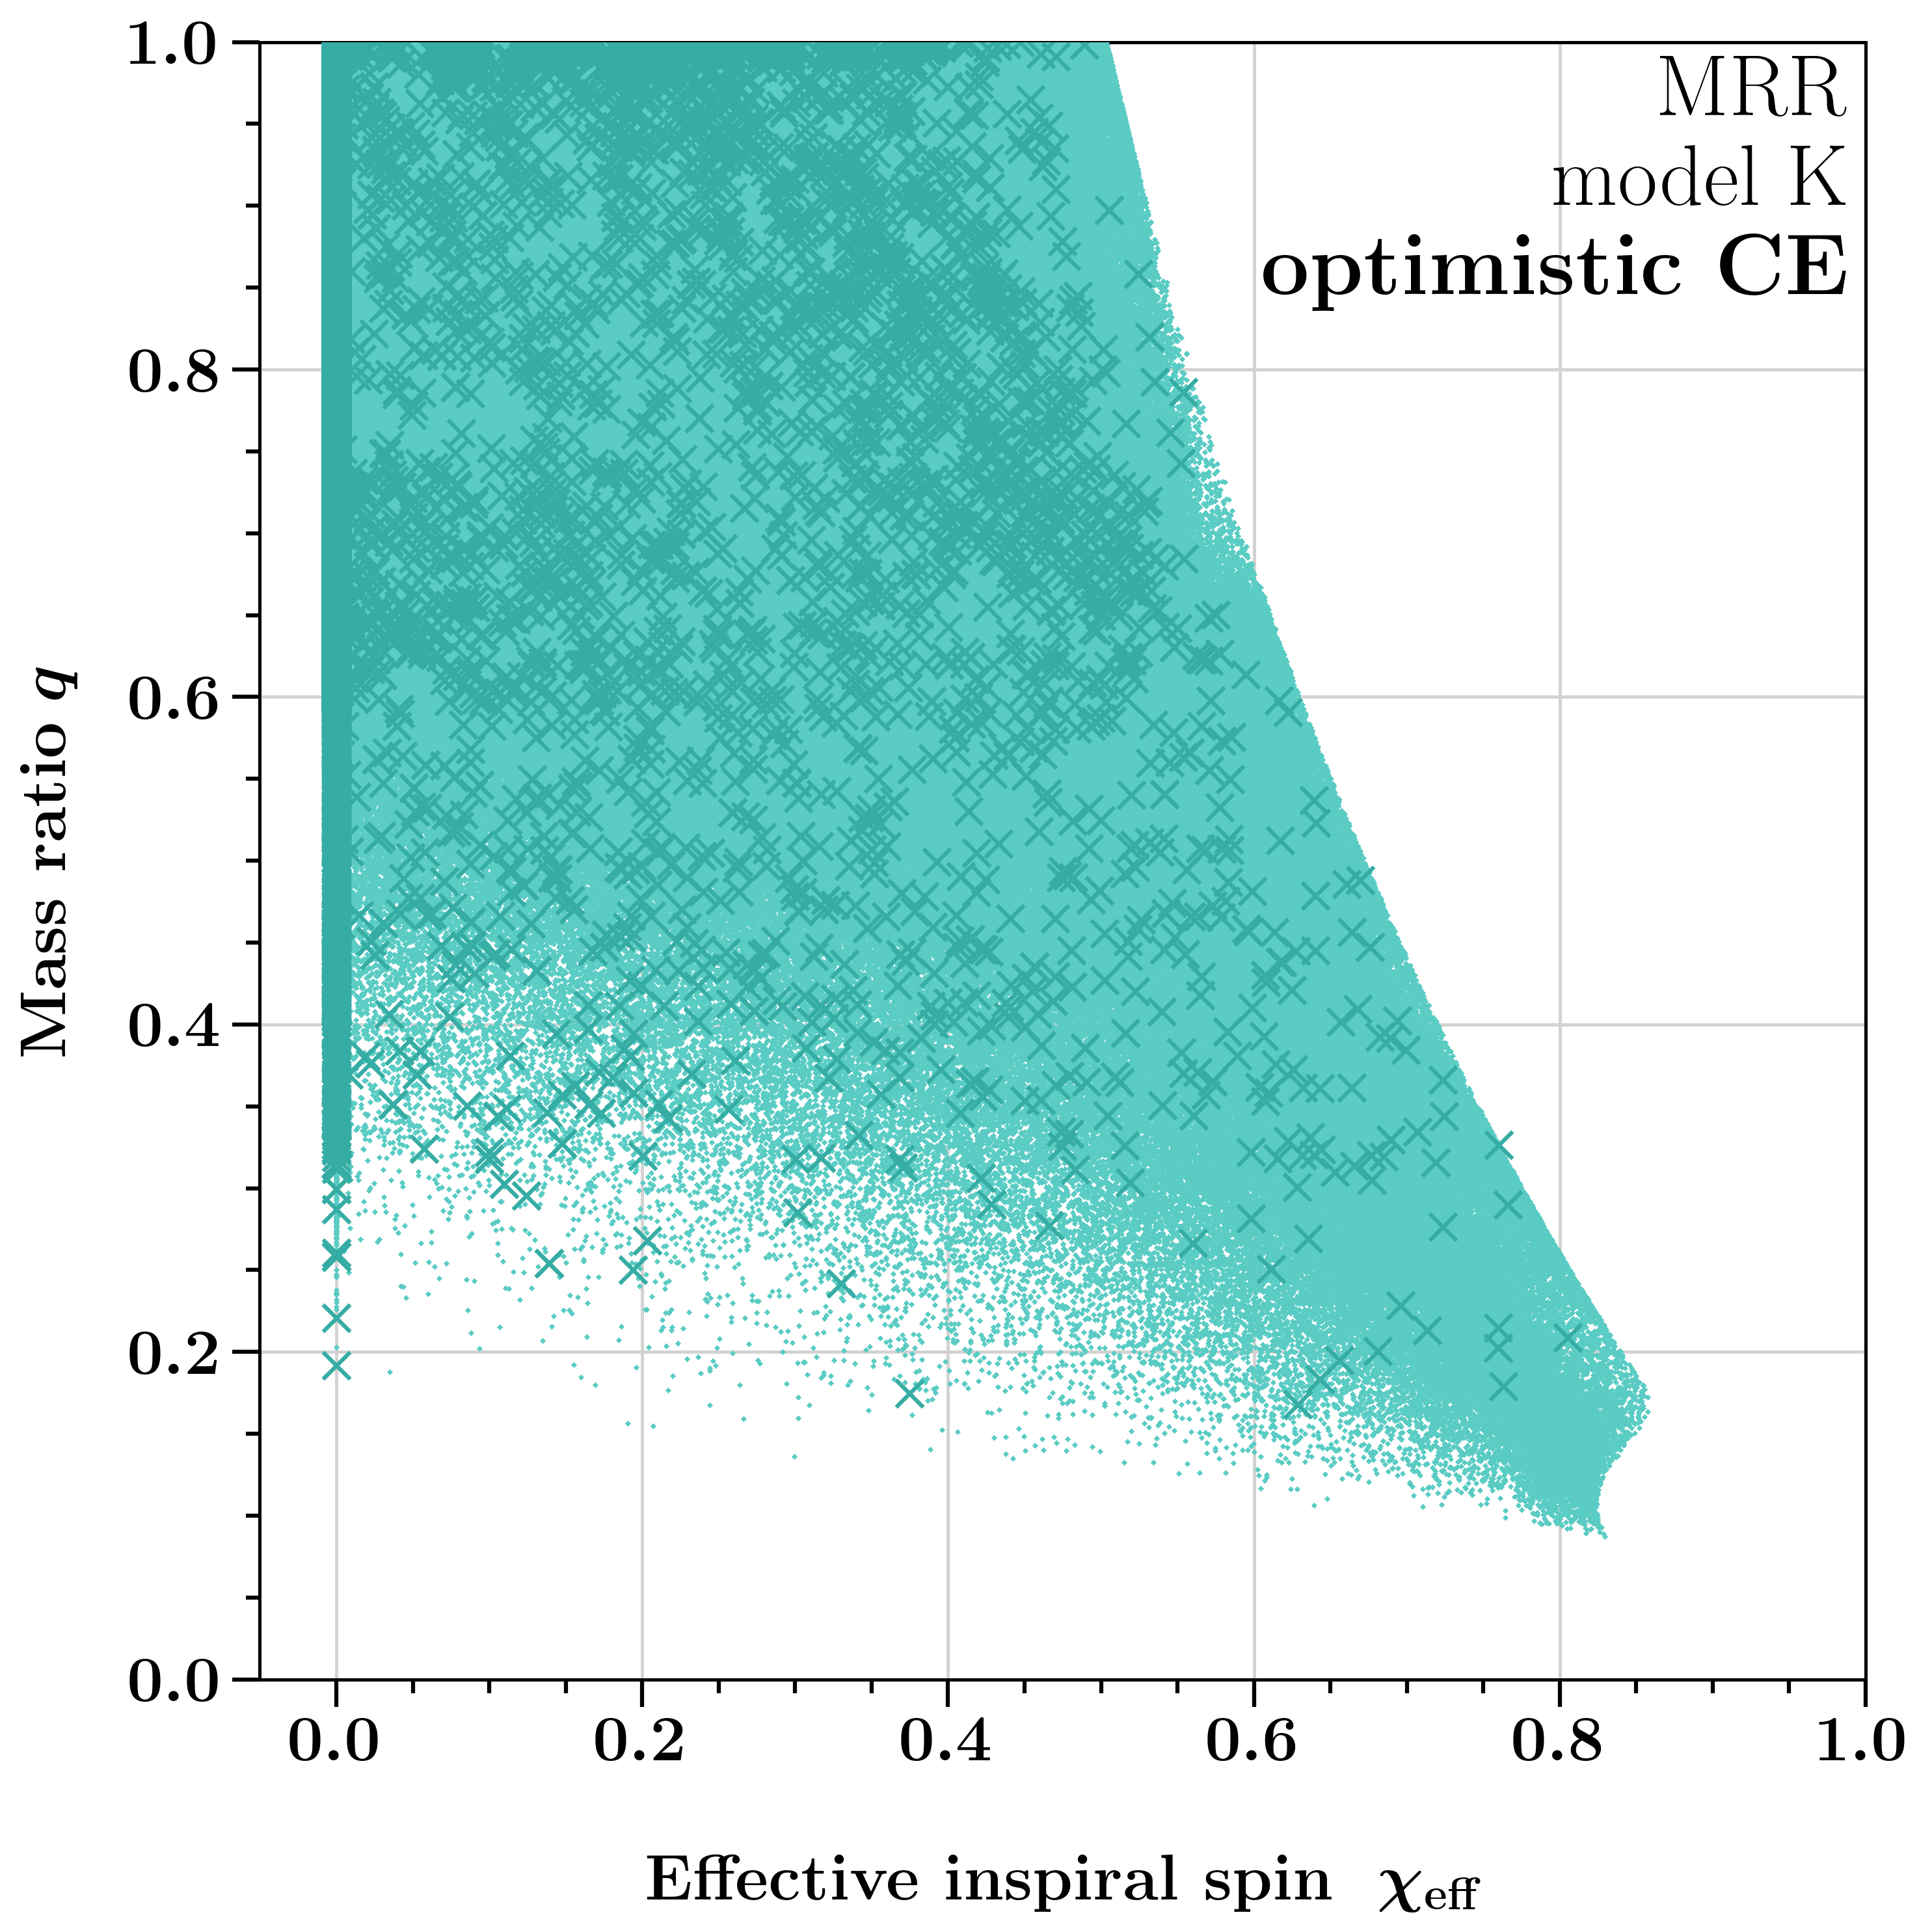 MRR
model K
optimistic CE
1.0
0.8
0.6
0.4
0.2
0.0
Mass ratio q
0.0 0.2 0.4 0.6 0.8 1.0
Effective inspiral spin χeff